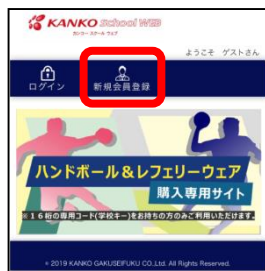 KANKO School WEB
カンコー スクール ウェブ
ようこそ ゲストさん
ログイン 新規会員登録
ハンドボール＆レフェリーウェア
購入専用サイト
※１６桁の専用コード(学校キー)をお持ちの方のみご利用いただけます。
© 2019 KANKO GAKUSEIFUKU CO.,Ltd. All Rights Reserved.